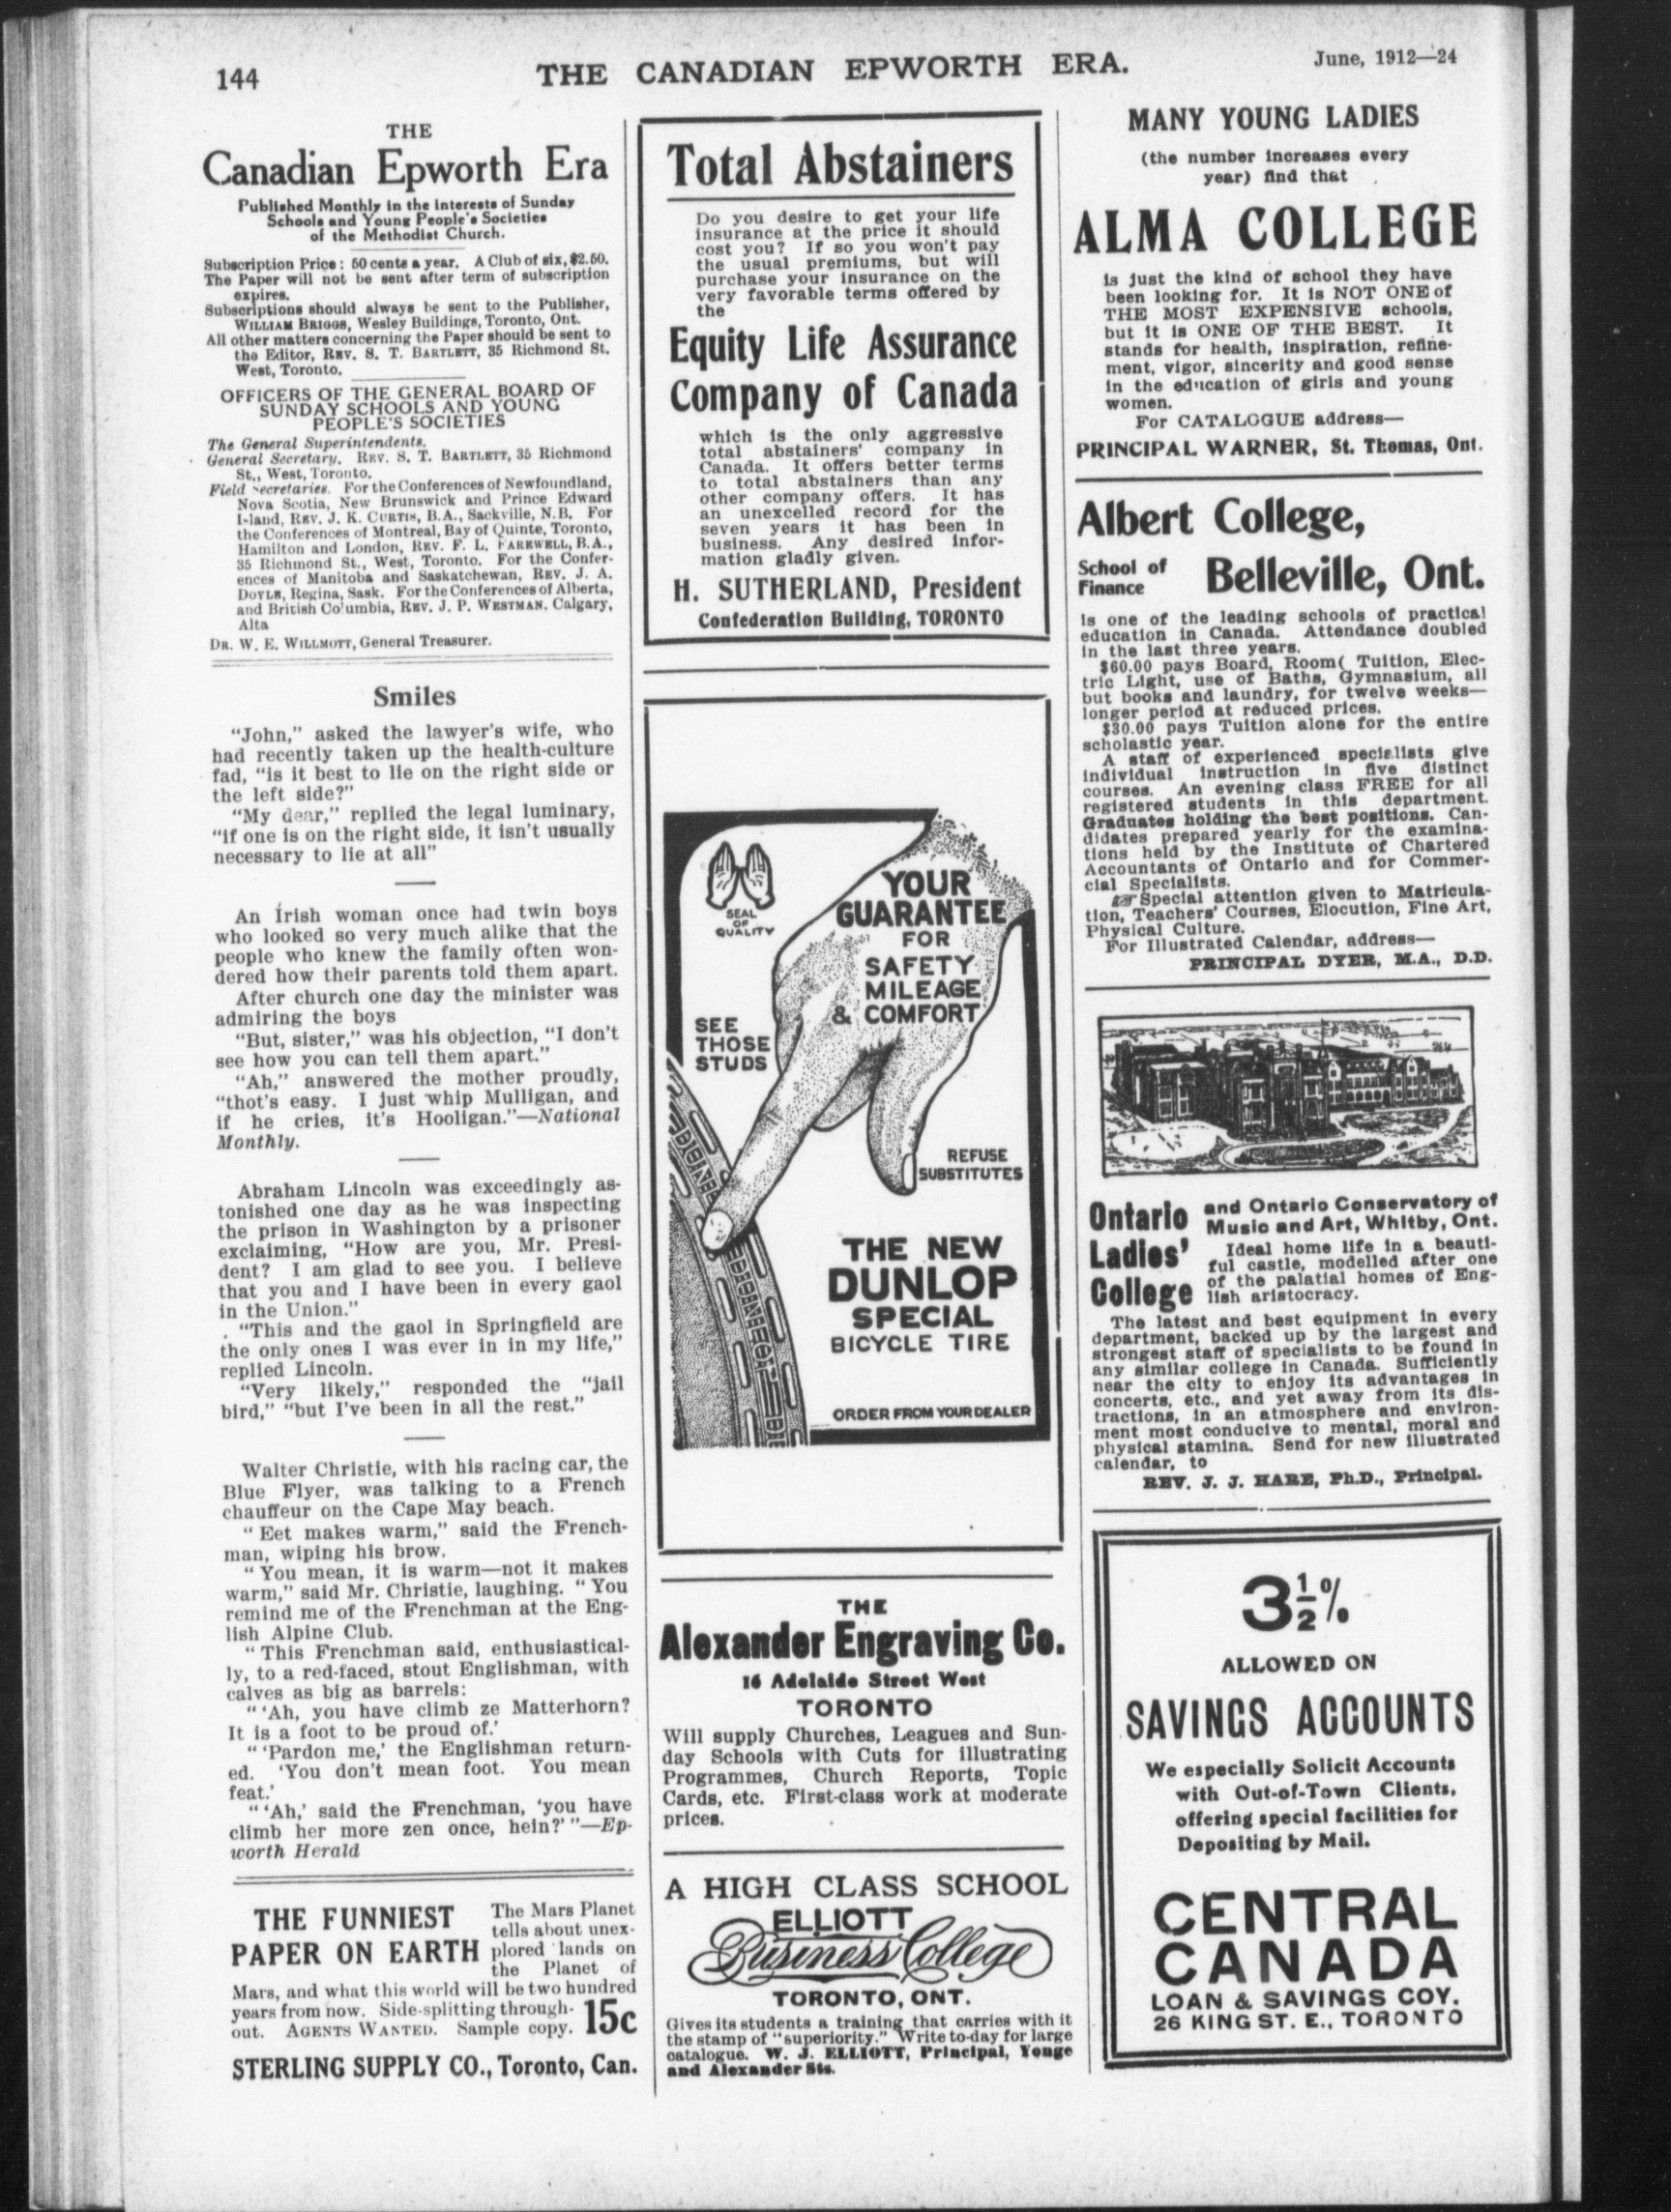 144
THE CANADIAN EPWORTH ERA.
June, 1912—24
THE
Canadian Epworth Era
Published Monthly in the interests of Sunday
Schools and Young People's Societies
of the Methodist Church.
Subscription Price: 50 cents a year. A Club of six, $2.50.
The Paper will not be sent after term of subscription
expires.
Subscriptions should always be sent to the Publisher,
WILLIAM BRIGGS, Wesley Buildings, Toronto, Ont.
All other matters concerning the Paper should be sent to
the Editor, REV. S. T. BARTLETT, 35 Richmond St.
West, Toronto.
OFFICERS OF THE GENERAL BOARD OF
SUNDAY SCHOOLS AND YOUNG
PEOPLE'S SOCIETIES
The General Superintendents.
General Secretary. REV. S. T. BARTLETT, 35 Richmond
St., West, Toronto.
Field Secretaries. For the Conferences of Newfoundland,
Nova Scotia, New Brunswick and Prince Edward
Island, REV. J. K. CURTIS, B.A., Sackville, N.B. For
the Conferences of Montreal, Bay of Quinte, Toronto,
Hamilton and London, REV. F. L. FAREWELL, B.A.,
35 Richmond St., West, Toronto. For the Confer-
ences of Manitoba and Saskatchewan, REV. J. A.
DOYLE, Regina, Sask. For the Conferences of Alberta,
and British Columbia, REV. J. P. WESTMAN, Calgary,
Alta
DR. W. E. WILLMOTT, General Treasurer.
Smiles
"John," asked the lawyer's wife, who
had recently taken up the health-culture
fad, "is it best to lie on the right side or
the left side?"
"My dear," replied the legal luminary,
"if one is on the right side, it isn't usually
necessary to lie at all"
An Irish woman once had twin boys
who looked so very much alike that the
people who knew the family often won-
dered how their parents told them apart.
After church one day the minister was
admiring the boys
"But, sister," was his objection, "I don't
see how you can tell them apart."
"Ah," answered the mother proudly,
"thot's easy. I just whip Mulligan, and
if he cries, it's Hooligan."—National
Monthly.
Abraham Lincoln was exceedingly as-
tonished one day as he was inspecting
the prison in Washington by a prisoner
exclaiming, "How are you, Mr. Presi-
dent? I am glad to see you. I believe
that you and I have been in every gaol
in the Union."
"This and the gaol in Springfield are
the only ones I was ever in in my life,"
replied Lincoln.
"Very likely," responded the "jail
bird," "but I've been in all the rest."
Walter Christie, with his racing car, the
Blue Flyer, was talking to a French
chauffeur on the Cape May beach.
"Eet makes warm," said the French-
man, wiping his brow.
"You mean, it is warm—not it makes
warm," said Mr. Christie, laughing. "You
remind me of the Frenchman at the Eng-
lish Alpine Club.
"This Frenchman said, enthusiastical-
ly, to a red-faced, stout Englishman, with
calves as big as barrels:
"'Ah, you have climb ze Matterhorn?
It is a foot to be proud of.'
"'Pardon me,' the Englishman return-
ed. 'You don't mean foot. You mean
feat.'
"'Ah,' said the Frenchman, 'you have
climb her more zen once, hein?'"—Ep-
worth Herald
THE FUNNIEST
PAPER ON EARTH
The Mars Planet
tells about unex-
plored lands on
the Planet of
Mars, and what this world will be two hundred
years from now. Side-splitting through-
out. AGENTS WANTED. Sample copy. 15c
STERLING SUPPLY CO., Toronto, Can.
Total Abstainers
Do you desire to get your life
insurance at the price it should
cost you? If so you won't pay
the usual premiums, but will
purchase your insurance on the
very favorable terms offered by
the
Equity Life Assurance
Company of Canada
which is the only aggressive
total abstainers' company in
Canada. It offers better terms
to total abstainers than any
other company offers. It has
an unexcelled record for the
seven years it has been in
business. Any desired infor-
mation gladly given.
H. SUTHERLAND, President
Confederation Building, TORONTO
SEAL
OF
QUALITY
YOUR
GUARANTEE
FOR
SAFETY
MILEAGE
& COMFORT
SEE
THOSE
STUDS
REFUSE
SUBSTITUTES
THE NEW
DUNLOP
SPECIAL
BICYCLE TIRE
ORDER FROM YOUR DEALER
THE
Alexander Engraving Co.
16 Adelaide Street West
TORONTO
Will supply Churches, Leagues and Sun-
day Schools with Cuts for illustrating
Programmes, Church Reports, Topic
Cards, etc. First-class work at moderate
prices.
A HIGH CLASS SCHOOL
ELLIOTT
Business College
TORONTO, ONT.
Gives its students a training that carries with it
the stamp of "superiority." Write to-day for large
catalogue. W. J. ELLIOTT, Principal, Yonge
and Alexander Sts.
MANY YOUNG LADIES
(the number increases every
year) find that
ALMA COLLEGE
is just the kind of school they have
been looking for. It is NOT ONE of
THE MOST EXPENSIVE schools,
but it is ONE OF THE BEST. It
stands for health, inspiration, refine-
ment, vigor, sincerity and good sense
in the education of girls and young
women.
For CATALOGUE address—
PRINCIPAL WARNER, St. Thomas, Ont.
Albert College,
School of
Finance
Belleville, Ont.
is one of the leading schools of practical
education in Canada. Attendance doubled
in the last three years.
$60.00 pays Board, Room( Tuition, Elec-
tric Light, use of Baths, Gymnasium, all
but books and laundry, for twelve weeks—
longer period at reduced prices.
$30.00 pays Tuition alone for the entire
scholastic year.
A staff of experienced specialists give
individual instruction in five distinct
courses. An evening class FREE for all
registered students in this department.
Graduates holding the best positions. Can-
didates prepared yearly for the examina-
tions held by the Institute of Chartered
Accountants of Ontario and for Commer-
cial Specialists.
☞ Special attention given to Matricula-
tion, Teachers' Courses, Elocution, Fine Art,
Physical Culture.
For Illustrated Calendar, address—
PRINCIPAL DYER, M.A., D.D.
Ontario
Ladies'
College
and Ontario Conservatory of
Music and Art, Whitby, Ont.
Ideal home life in a beauti-
ful castle, modelled after one
of the palatial homes of Eng-
lish aristocracy.
The latest and best equipment in every
department, backed up by the largest and
strongest staff of specialists to be found in
any similar college in Canada. Sufficiently
near the city to enjoy its advantages in
concerts, etc., and yet away from its dis-
tractions, in an atmosphere and environ-
ment most conducive to mental, moral and
physical stamina. Send for new illustrated
calendar, to
REV. J. J. HARE, Ph.D., Principal.
3½%
ALLOWED ON
SAVINGS ACCOUNTS
We especially Solicit Accounts
with Out-of-Town Clients,
offering special facilities for
Depositing by Mail.
CENTRAL
CANADA
LOAN & SAVINGS COY.
26 KING ST. E., TORONTO